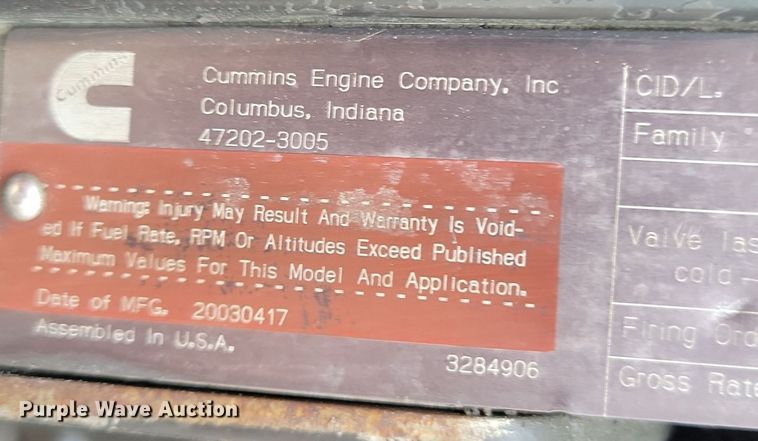 Cummins
Cummins Engine Company, Inc
Columbus, Indiana
47202-3005
Warning: Injury May Result And Warranty Is Void-
ed If Fuel Rate, RPM Or Altitudes Exceed Published
Maximum Values For This Model And Application.
Date of MFG. 20030417
Assembled In U.S.A.
3284906
CID/L.
Family
Valve las
cold -
Firing Ord
Gross Rate
Purple Wave Auction